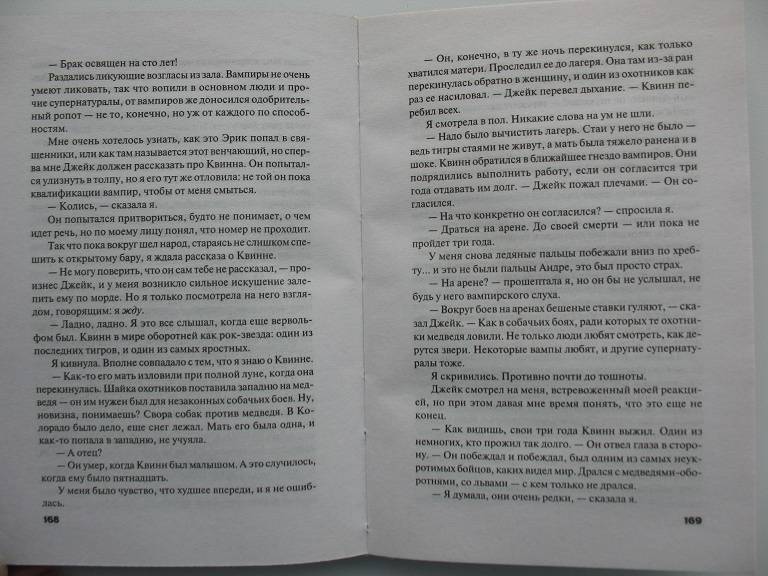 — Брак освящен на сто лет!
Раздались ликующие возгласы из зала. Вампиры не очень
умеют ликовать, так что вопили в основном люди и про-
чие супернатуралы, от вампиров же доносился одобритель-
ный ропот — не то, конечно, но уж от каждого по способ-
ностям.
Мне очень хотелось узнать, как это Эрик попал в свя-
щенники, или как там называется этот венчающий, но спер-
ва мне Джейк должен рассказать про Квинна. Он попытал-
ся улизнуть в толпу, но я его тут же отловила: не той он пока
квалификации вампир, чтобы от меня смыться.
— Колись, — сказала я.
Он попытался притвориться, будто не понимает, о чем
идет речь, но по моему лицу понял, что номер не проходит.
Так что пока вокруг шел народ, стараясь не слишком спе-
шить к открытому бару, я ждала рассказа о Квинне.
— Не могу поверить, что он сам тебе не рассказал, — про-
изнес Джейк, и у меня возникло сильное искушение зале-
пить ему по морде. Но я только посмотрела на него взгля-
дом, говорящим: я жду.
— Ладно, ладно. Я это все слышал, когда еще вервольф-
фом был. Квинн в мире оборотней как рок-звезда: один из
последних тигров, и один из самых яростных.
Я кивнула. Вполне совпадало с тем, что я знаю о Квинне.
— Как-то его мать изловили при полной луне, когда она
перекинулась. Шайка охотников поставила западню на мед-
ведя — он им нужен был для незаконных собачьих боев. Ну,
новизна, понимаешь? Свора собак против медведя. В Ко-
лорадо было дело, еще снег лежал. Мать его была одна, и
как-то попала в западню, не учуяла.
— А отец?
— Он умер, когда Квинн был малышом. А это случилось,
когда ему было пятнадцать.
У меня было чувство, что худшее впереди, и я не ошиб-
лась.
168
— Он, конечно, в ту же ночь перекинулся, как только
хватился матери. Проследил ее до лагеря. Она там из-за ран
перекинулась обратно в женщину, и один из охотников как
раз ее насиловал. — Джейк перевел дыхание. — Квинн пе-
ребил всех.
Я смотрела в пол. Никакие слова на ум не шли.
— Надо было вычистить лагерь. Стаи у него не было —
ведь тигры стаями не живут, а мать была тяжело ранена и в
шоке. Квинн обратился в ближайшее гнездо вампиров. Они
подрядились выполнить работу, если он согласится три
года отдавать им долг. — Джейк пожал плечами. — Он со-
гласился.
— На что конкретно он согласился? — спросила я.
— Драться на арене. До своей смерти — или пока не
пройдет три года.
У меня снова ледяные пальцы побежали вниз по хреб-
ту... и это не были пальцы Андре, это был просто страх.
— На арене? — прошептала я, но он бы не услышал, не
будь у него вампирского слуха.
— Вокруг боев на аренах бешеные ставки гуляют, — ска-
зал Джейк. — Как в собачьих боях, ради которых те охотни-
ки медведя ловили. Не только люди любят смотреть, как де-
рутся звери. Некоторые вампы любят, и другие супернату-
ралы тоже.
Я скривились. Противно почти до тошноты.
Джейк смотрел на меня, встревоженный моей реакци-
ей, но при этом давая мне время понять, что это еще не
конец.
— Как видишь, свои три года Квинн выжил. Один из
немногих, кто прожил так долго. — Он отвел глаза в сторо-
ну. — Он побеждал и побеждал, был одним из самых неук-
ротимых бойцов, каких видел мир. Дрался с медведями-обо-
ротнями, со львами — с кем только не дрался.
— Я думала, они очень редки, — сказала я.
169